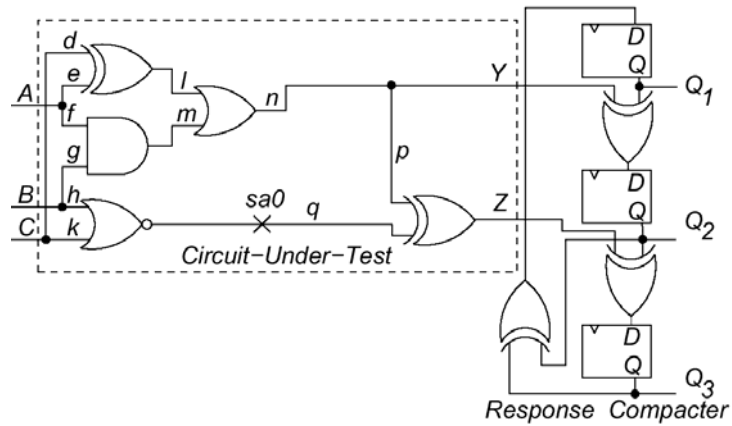 d
D
e
l
Q
A
n
Y
Q1
f
m
g
p
D
B
h
sa0
Q
q
Z
C
k
Q2
Circuit–Under–Test
D
Q
Q3
Response Compacter